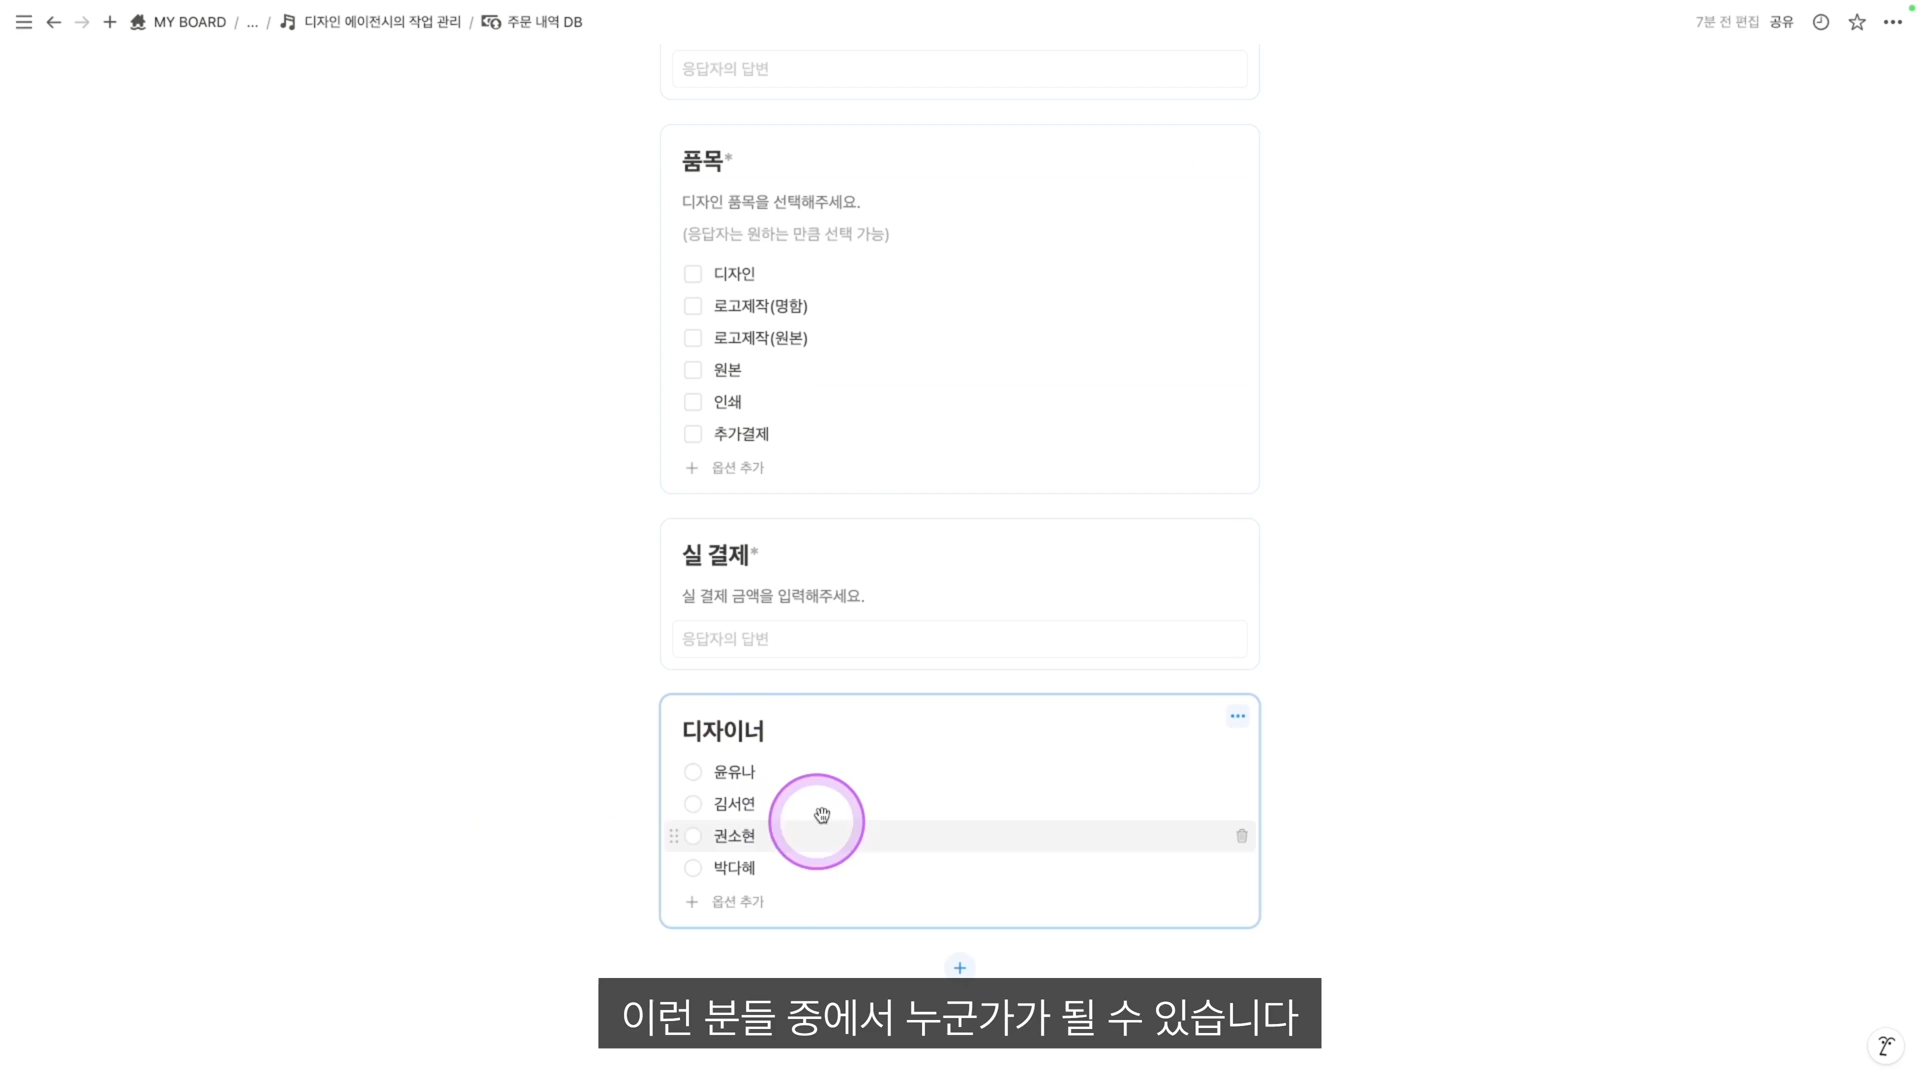 MY BOARD / ... / 디자인 에이전시의 작업 관리 / 주문 내역 DB
7분 전 편집 공유
응답자의 답변
품목*
디자인 품목을 선택해주세요.
(응답자는 원하는 만큼 선택 가능)
디자인
로고제작(명함)
로고제작(원본)
원본
인쇄
추가결제
옵션 추가
실 결제*
실 결제 금액을 입력해주세요.
응답자의 답변
디자이너
윤유나
김서연
권소현
박다혜
옵션 추가
이런 분들 중에서 누군가가 될 수 있습니다